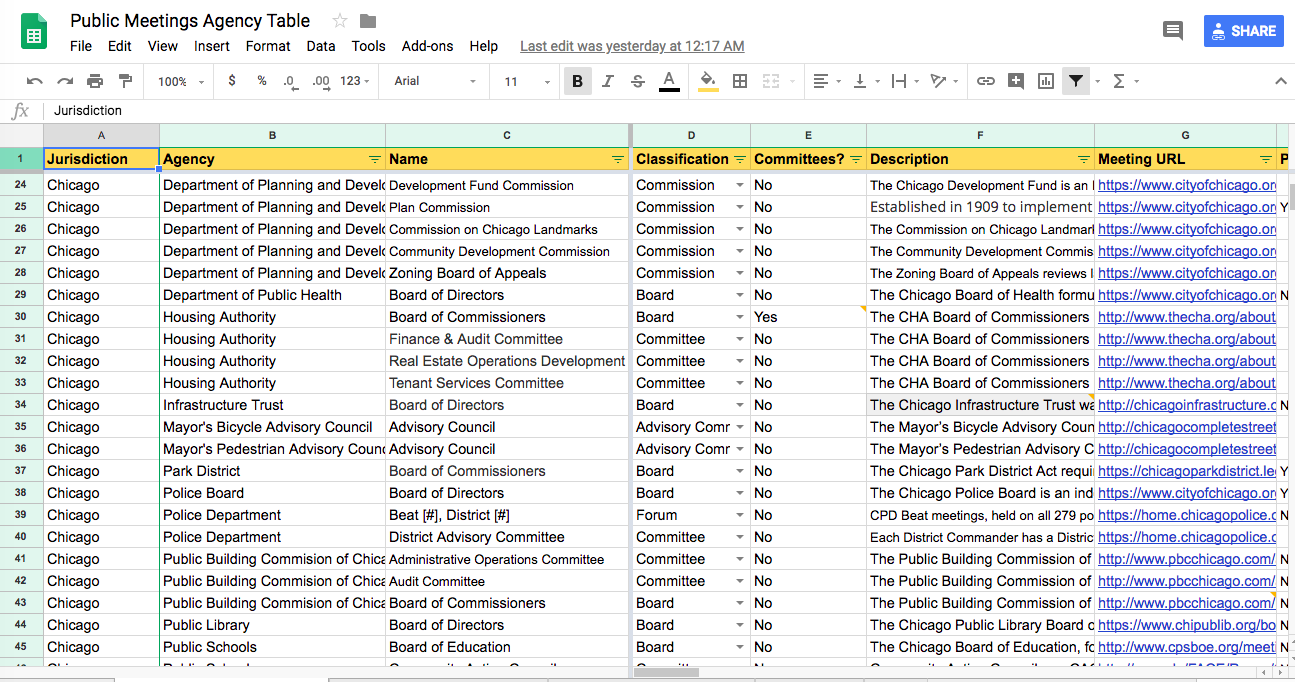 Public Meetings Agency Table
File Edit View Insert Format Data Tools Add-ons Help Last edit was yesterday at 12:17 AM
SHARE
100% $ % .0 .00 123 Arial 11 B I S A Σ
fx Jurisdiction
A B C D E F G
1 Jurisdiction Agency Name Classification Committees? Description Meeting URL P
24 Chicago Department of Planning and Develo Development Fund Commission Commission No The Chicago Development Fund is an https://www.cityofchicago.or
25 Chicago Department of Planning and Develo Plan Commission Commission No Established in 1909 to implement https://www.cityofchicago.or Y
26 Chicago Department of Planning and Develo Commission on Chicago Landmarks Commission No The Commission on Chicago Landmark https://www.cityofchicago.or
27 Chicago Department of Planning and Develo Community Development Commission Commission No The Community Development Commis https://www.cityofchicago.or
28 Chicago Department of Planning and Develo Zoning Board of Appeals Commission No The Zoning Board of Appeals reviews https://www.cityofchicago.or
29 Chicago Department of Public Health Board of Directors Board No The Chicago Board of Health formu https://www.cityofchicago.or N
30 Chicago Housing Authority Board of Commissioners Board Yes The CHA Board of Commissioners http://www.thecha.org/about
31 Chicago Housing Authority Finance & Audit Committee Committee No The CHA Board of Commissioners http://www.thecha.org/about
32 Chicago Housing Authority Real Estate Operations Development Committee No The CHA Board of Commissioners http://www.thecha.org/about
33 Chicago Housing Authority Tenant Services Committee Committee No The CHA Board of Commissioners http://www.thecha.org/about
34 Chicago Infrastructure Trust Board of Directors Board No The Chicago Infrastructure Trust wa http://chicagoinfrastructure.o N
35 Chicago Mayor's Bicycle Advisory Council Advisory Council Advisory Comr No The Mayor's Bicycle Advisory Coun http://chicagocompletestreet
36 Chicago Mayor's Pedestrian Advisory Counc Advisory Council Advisory Comr No The Mayor's Pedestrian Advisory C http://chicagocompletestreet
37 Chicago Park District Board of Commissioners Board No The Chicago Park District Act requi https://chicagoparkdistrict.le Y
38 Chicago Police Board Board of Directors Board No The Chicago Police Board is an ind https://www.cityofchicago.or Y
39 Chicago Police Department Beat [#], District [#] Forum No CPD Beat meetings, held on all 279 po https://home.chicagopolice.o N
40 Chicago Police Department District Advisory Committee Committee No Each District Commander has a Distric https://home.chicagopolice.o
41 Chicago Public Building Commision of Chica Administrative Operations Committee Committee No The Public Building Commission of http://www.pbcchicago.com/ N
42 Chicago Public Building Commision of Chica Audit Committee Committee No The Public Building Commission of http://www.pbcchicago.com/ N
43 Chicago Public Building Commision of Chica Board of Commissioners Board No The Public Building Commission of http://www.pbcchicago.com/ N
44 Chicago Public Library Board of Directors Board No The Chicago Public Library Board o https://www.chipublib.org/bo N
45 Chicago Public Schools Board of Education Board No The Chicago Board of Education, fo http://www.cpsboe.org/meeti N